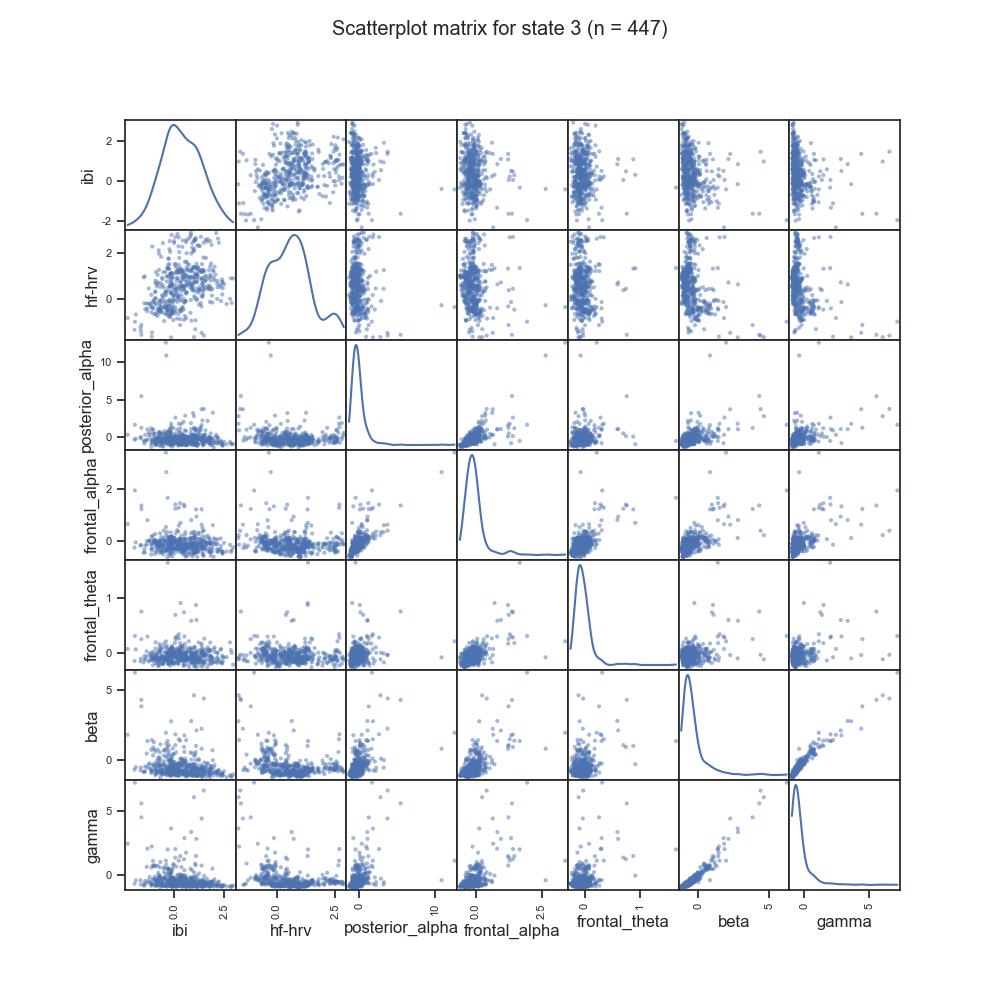 Scatterplot matrix for state 3 (n = 447)
ibi
2
0
-2
hf-hrv
2
0
posterior_alpha
10
5
0
frontal_alpha
2
0
frontal_theta
1
0
beta
5
0
gamma
5
0
0.0
2.5
0.0
2.5
0
10
0.0
2.5
0
1
0
5
0
5
ibi
hf-hrv
posterior_alpha
frontal_alpha
frontal_theta
beta
gamma